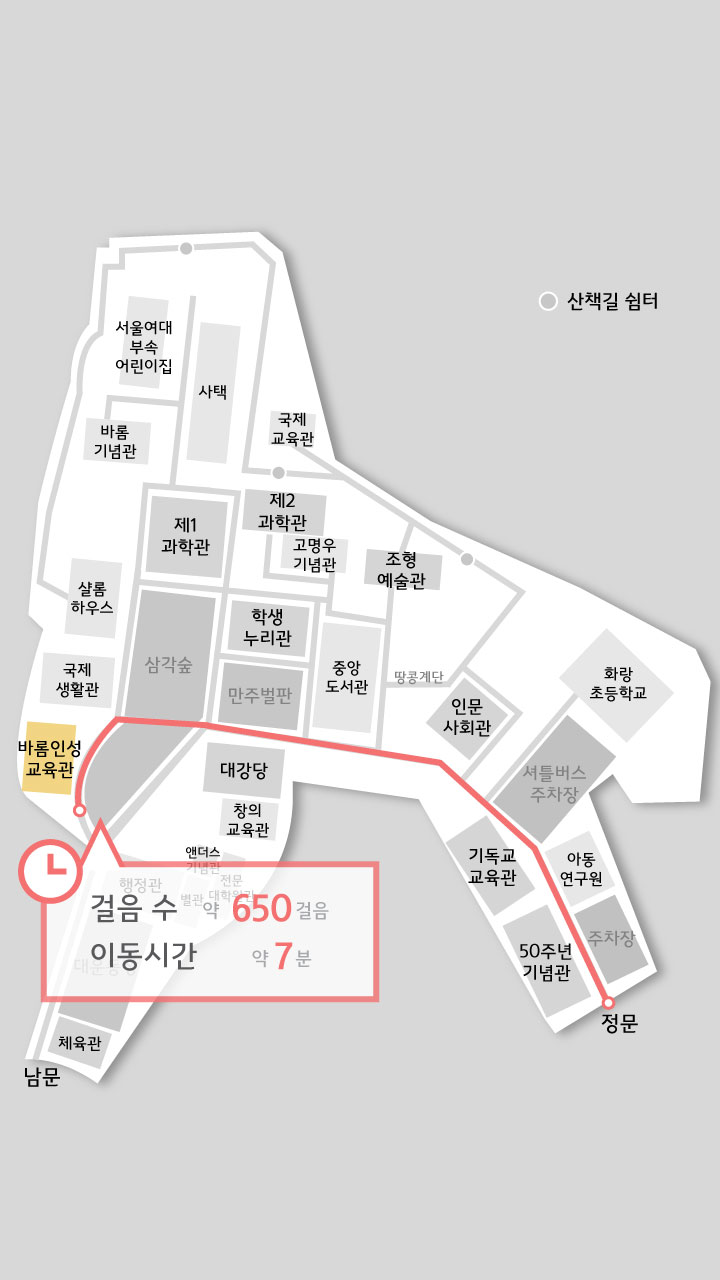 산책길 쉼터
서울여대
부속
어린이집
사택
바롬
기념관
국제
교육관
제1
과학관
제2
과학관
고명우
기념관
조형
예술관
샬롬
하우스
학생
누리관
삼각숲
만주벌판
중앙
도서관
땅콩계단
화랑
초등학교
국제
생활관
인문
사회관
바롬인성
교육관
대강당
셔틀버스
주차장
창의
교육관
앤더스
기념관
기독교
교육관
아동
연구원
행정관
전문
대학원관
별관
걸음 수 약 650걸음
이동시간 약 7분
50주년
기념관
주차장
정문
체육관
남문